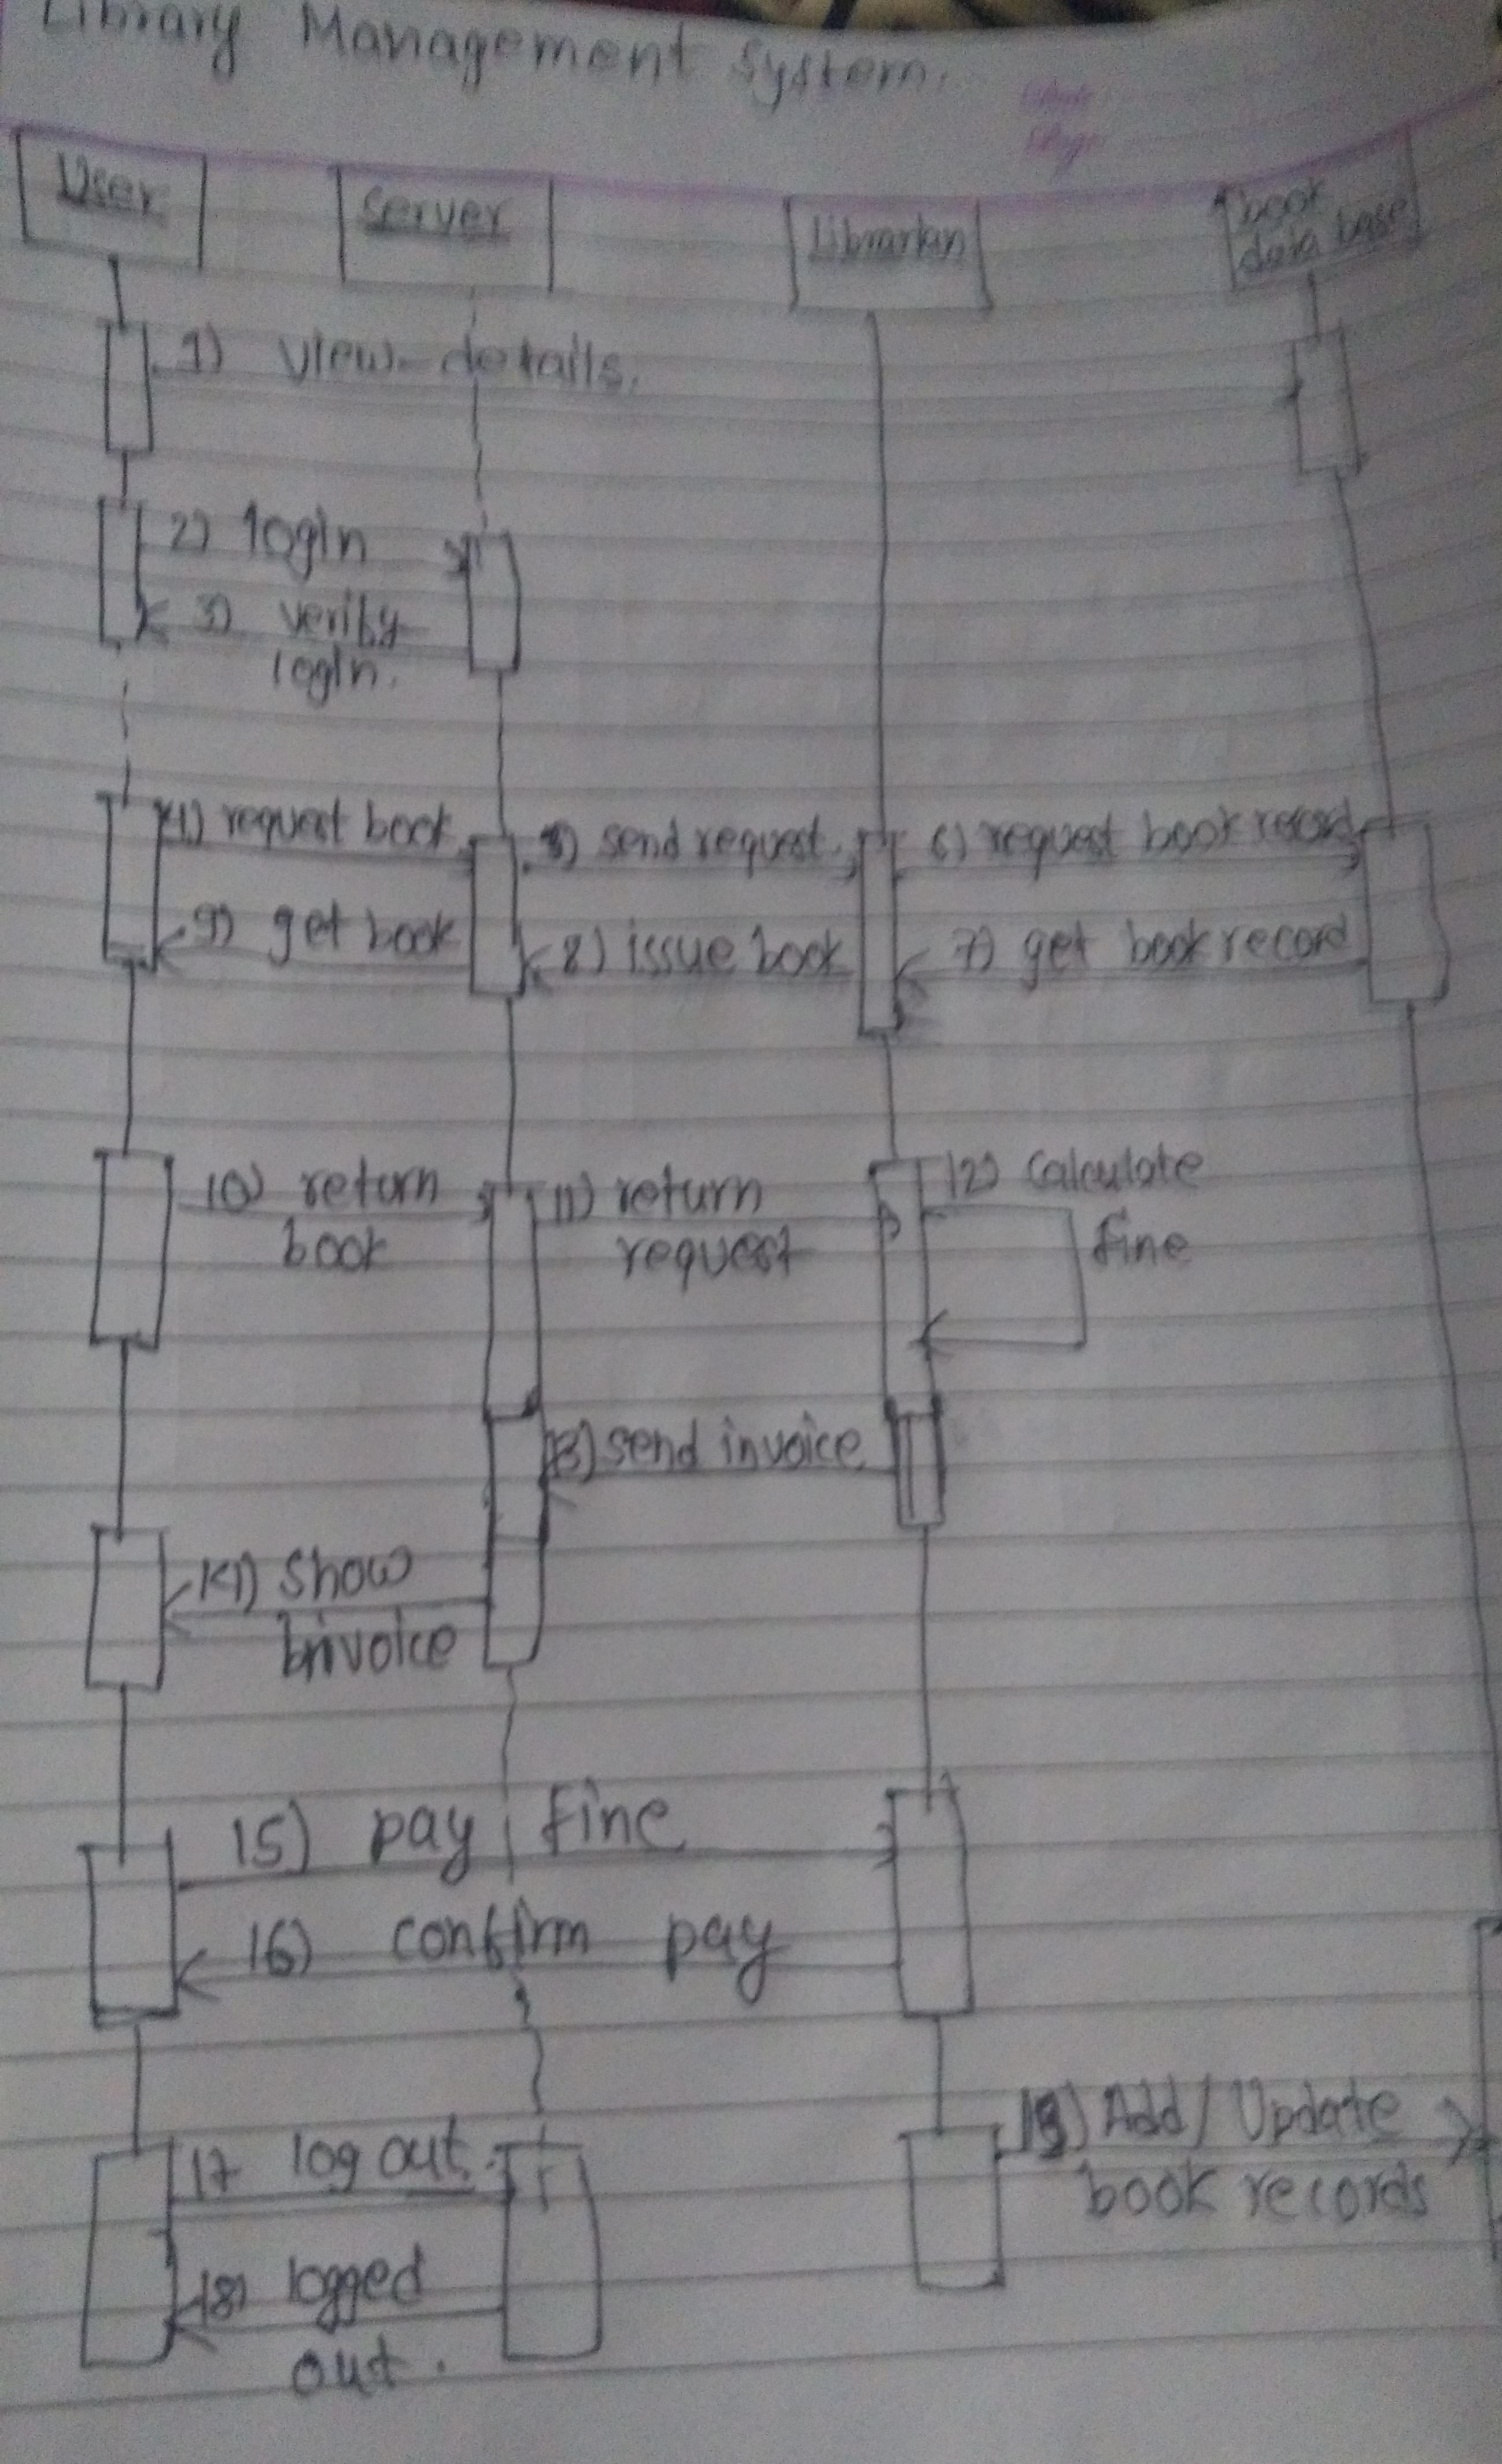 Library Management System.
User
Server
Librarian
book
data base
1) view details.
2) login
3) verify
login.
4) request book
5) send request
6) request book record
9) get book
8) issue book
7) get book record
10) return
book
11) return
request
12) Calculate
fine
13) send invoice
14) show
invoice
15) pay fine
16) confirm pay
17 log out.
19) Add/Update
book records
18) logged
out.